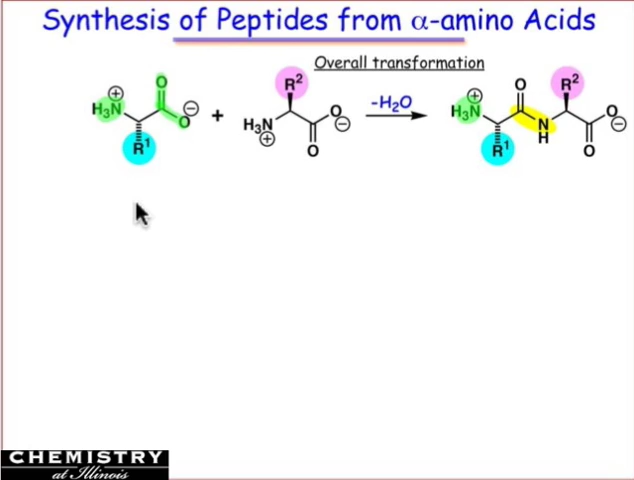 Synthesis of Peptides from α-amino Acids
Overall transformation
H₃N ⊕ O O ⊖ R¹ + R² H₃N ⊕ O ⊖ O -H₂O H₃N ⊕ O R¹ N H R² O ⊖ O
CHEMISTRY
at Illinois